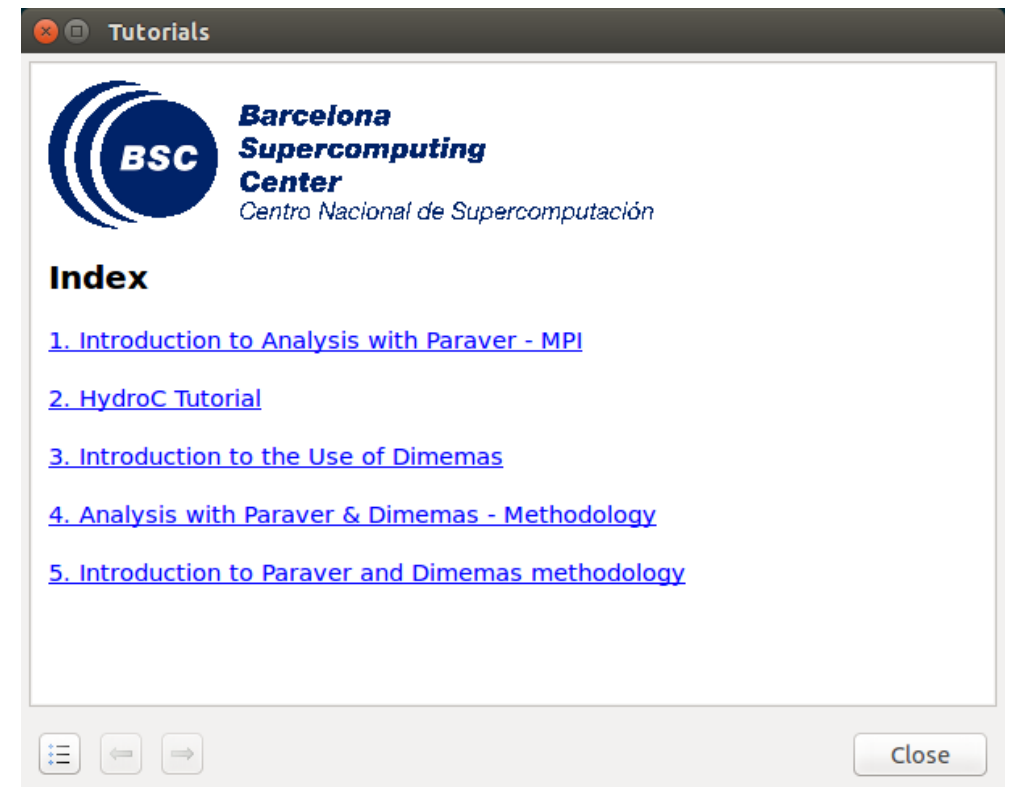 Tutorials
BSC
Barcelona
Supercomputing
Center
Centro Nacional de Supercomputación
Index
1. Introduction to Analysis with Paraver - MPI
2. HydroC Tutorial
3. Introduction to the Use of Dimemas
4. Analysis with Paraver & Dimemas - Methodology
5. Introduction to Paraver and Dimemas methodology
Close